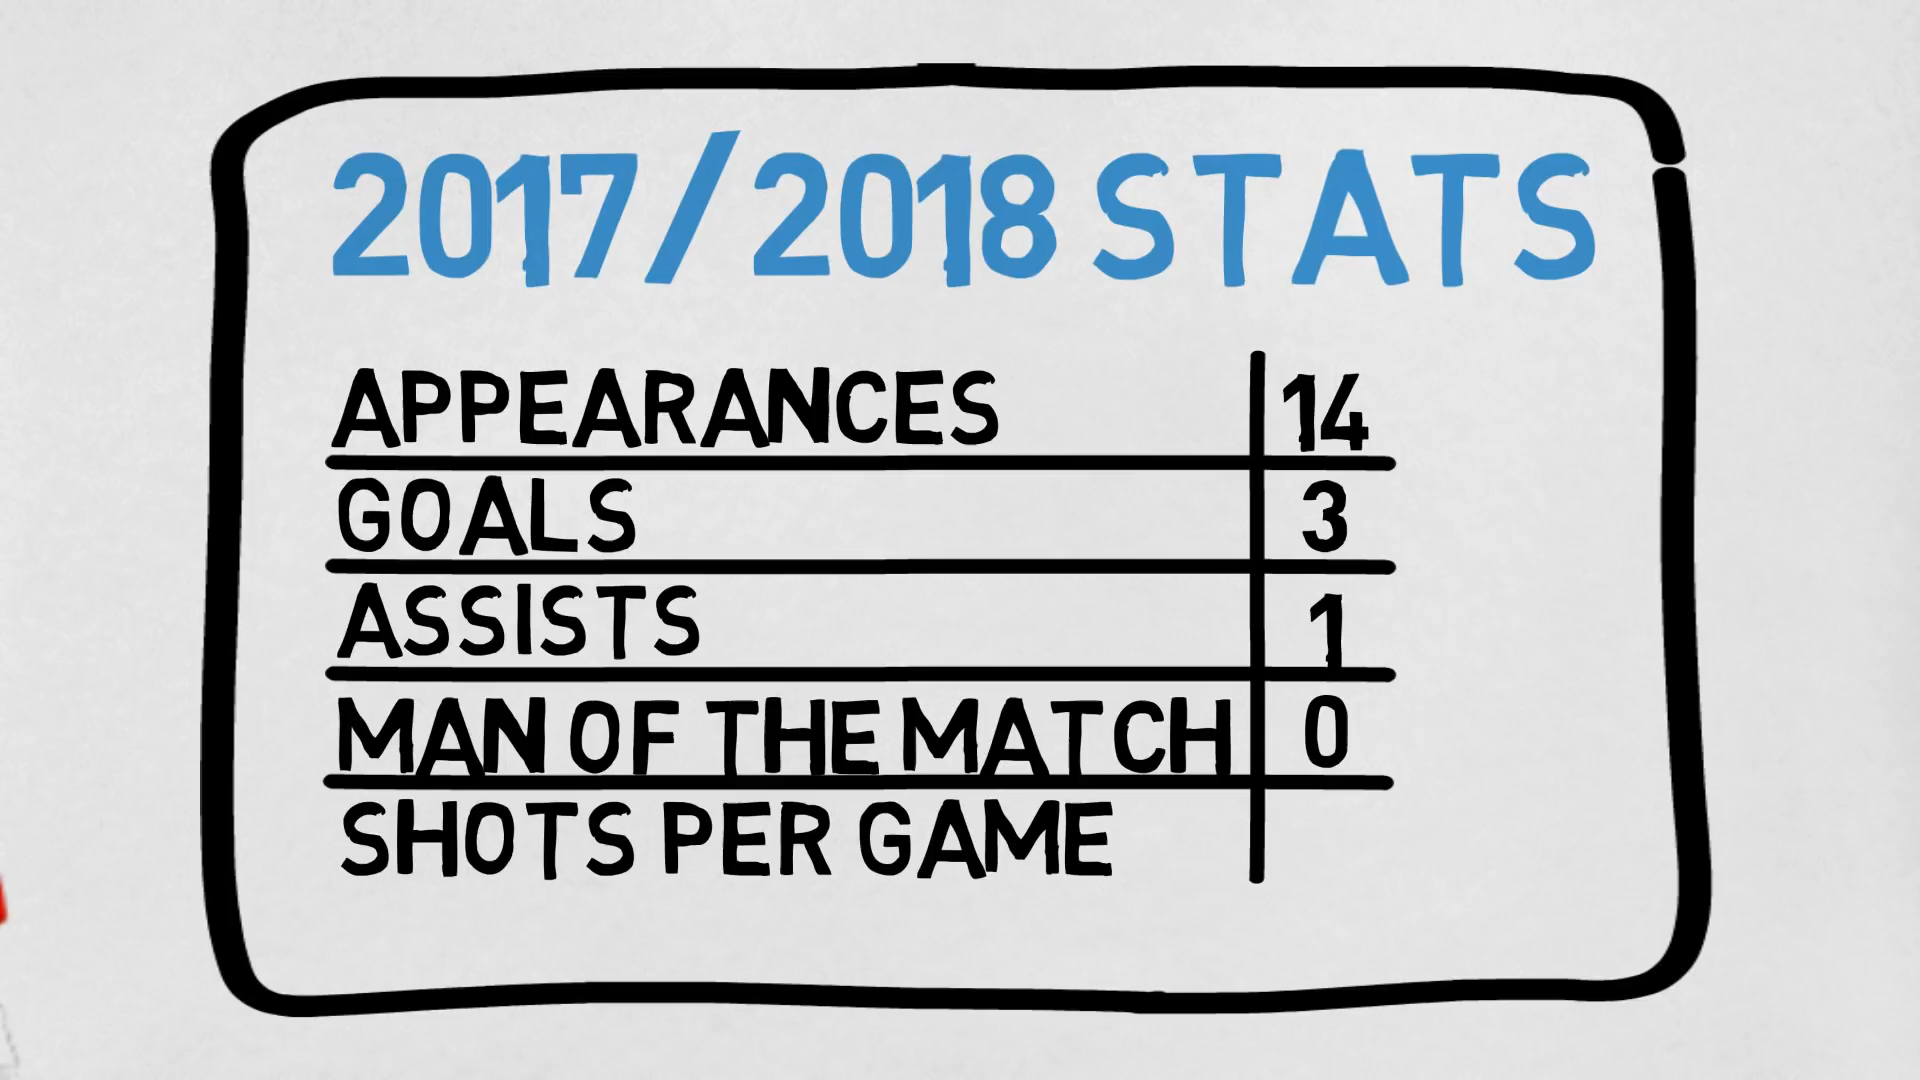 2017/2018 STATS
APPEARANCES 14
GOALS 3
ASSISTS 1
MAN OF THE MATCH 0
SHOTS PER GAME